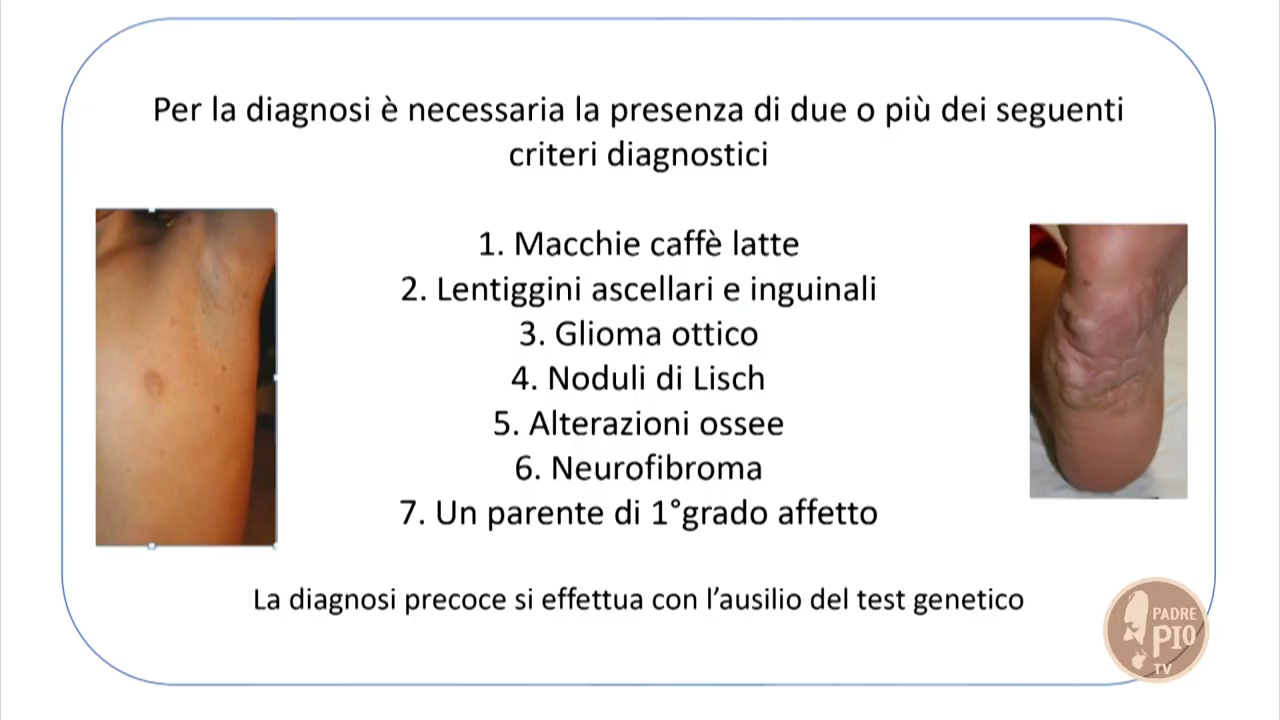 Per la diagnosi è necessaria la presenza di due o più dei seguenti
criteri diagnostici
1. Macchie caffè latte
2. Lentiggini ascellari e inguinali
3. Glioma ottico
4. Noduli di Lisch
5. Alterazioni ossee
6. Neurofibroma
7. Un parente di 1°grado affetto
La diagnosi precoce si effettua con l’ausilio del test genetico
PADRE
PIO
TV